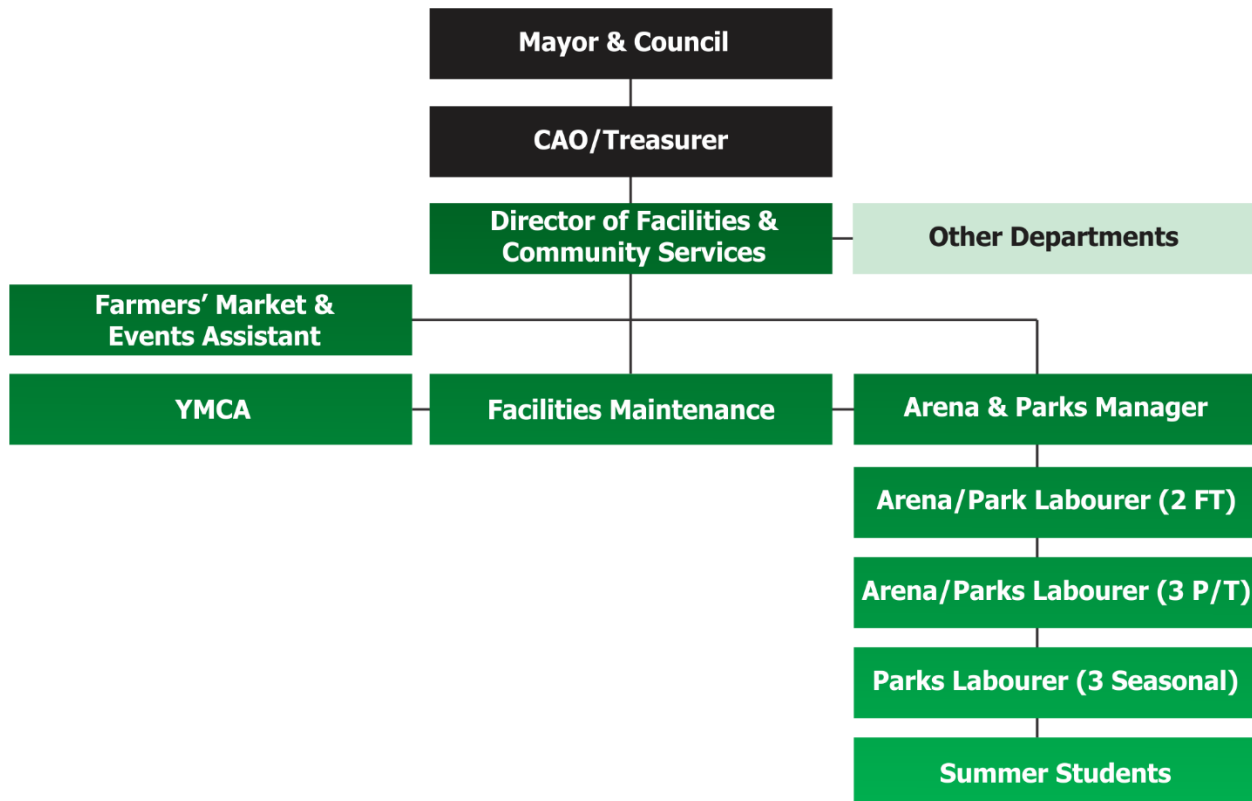 Mayor & Council
CAO/Treasurer
Director of Facilities &
Community Services
Other Departments
Farmers’ Market &
Events Assistant
YMCA
Facilities Maintenance
Arena & Parks Manager
Arena/Park Labourer (2 FT)
Arena/Parks Labourer (3 P/T)
Parks Labourer (3 Seasonal)
Summer Students